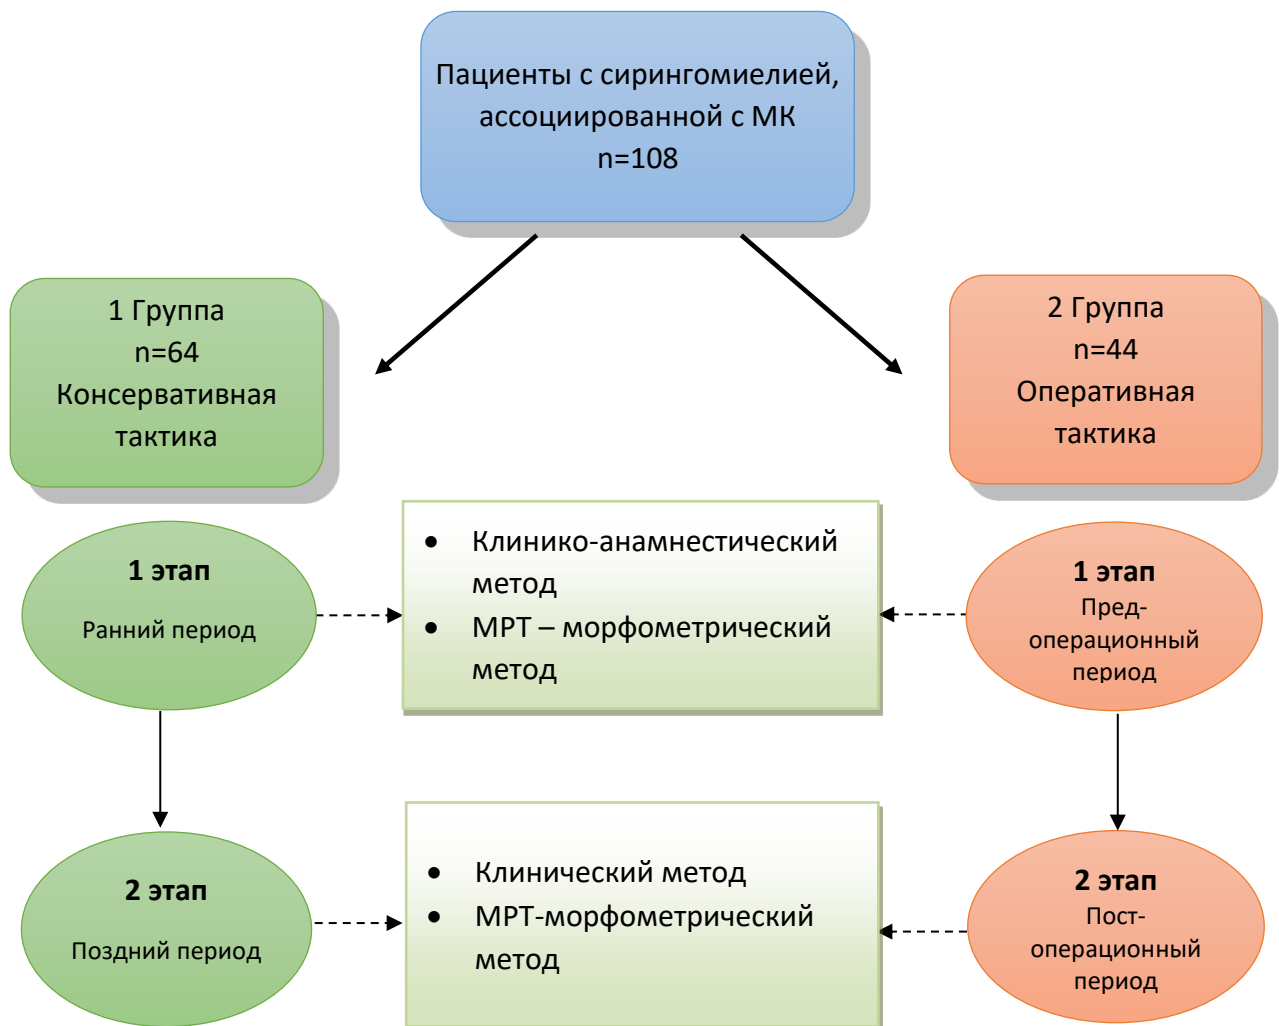 Пациенты с сирингомиелией,
ассоциированной с МК
n=108
1 Группа
n=64
Консервативная
тактика
2 Группа
n=44
Оперативная
тактика
1 этап
Ранний период
• Клинико-анамнестический
метод
• МРТ – морфометрический
метод
1 этап
Пред-
операционный
период
2 этап
Поздний период
• Клинический метод
• МРТ-морфометрический
метод
2 этап
Пост-
операционный
период